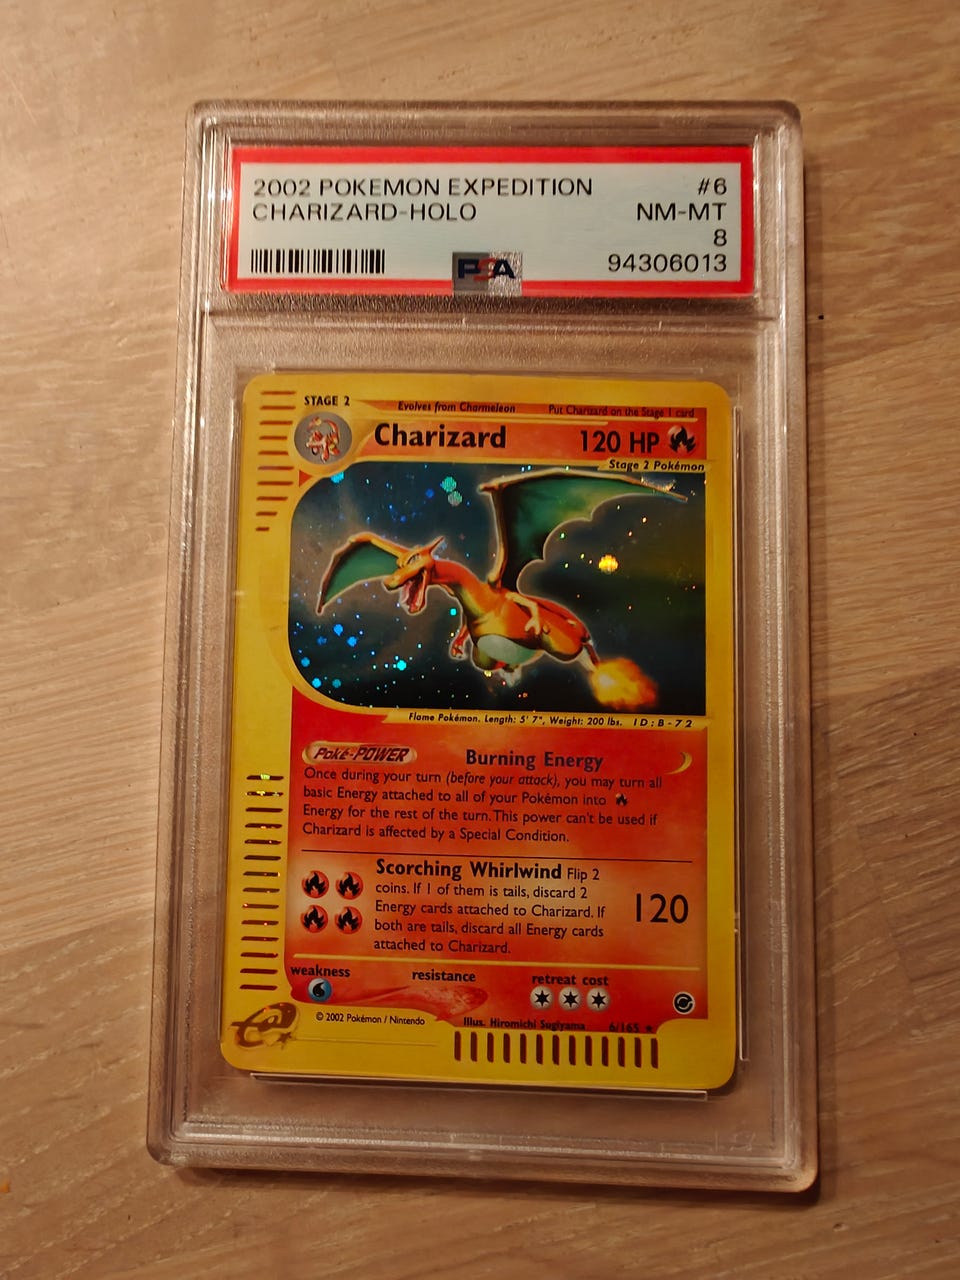 2002 POKEMON EXPEDITION #6
CHARIZARD-HOLO NM-MT
8
PSA 94306013
STAGE 2 Evolves from Charmeleon Put Charizard on the Stage 1 card
Charizard 120 HP
Stage 2 Pokémon
Flame Pokémon. Length: 5' 7", Weight: 200 lbs. ID:B-72
Poké-POWER Burning Energy
Once during your turn (before your attack), you may turn all
basic Energy attached to all of your Pokémon into
Energy for the rest of the turn. This power can't be used if
Charizard is affected by a Special Condition.
Scorching Whirlwind Flip 2
coins. If 1 of them is tails, discard 2
Energy cards attached to Charizard. If 120
both are tails, discard all Energy cards
attached to Charizard.
weakness resistance retreat cost
© 2002 Pokémon / Nintendo Illus. Hiromichi Sugiyama 6/165 ★
e